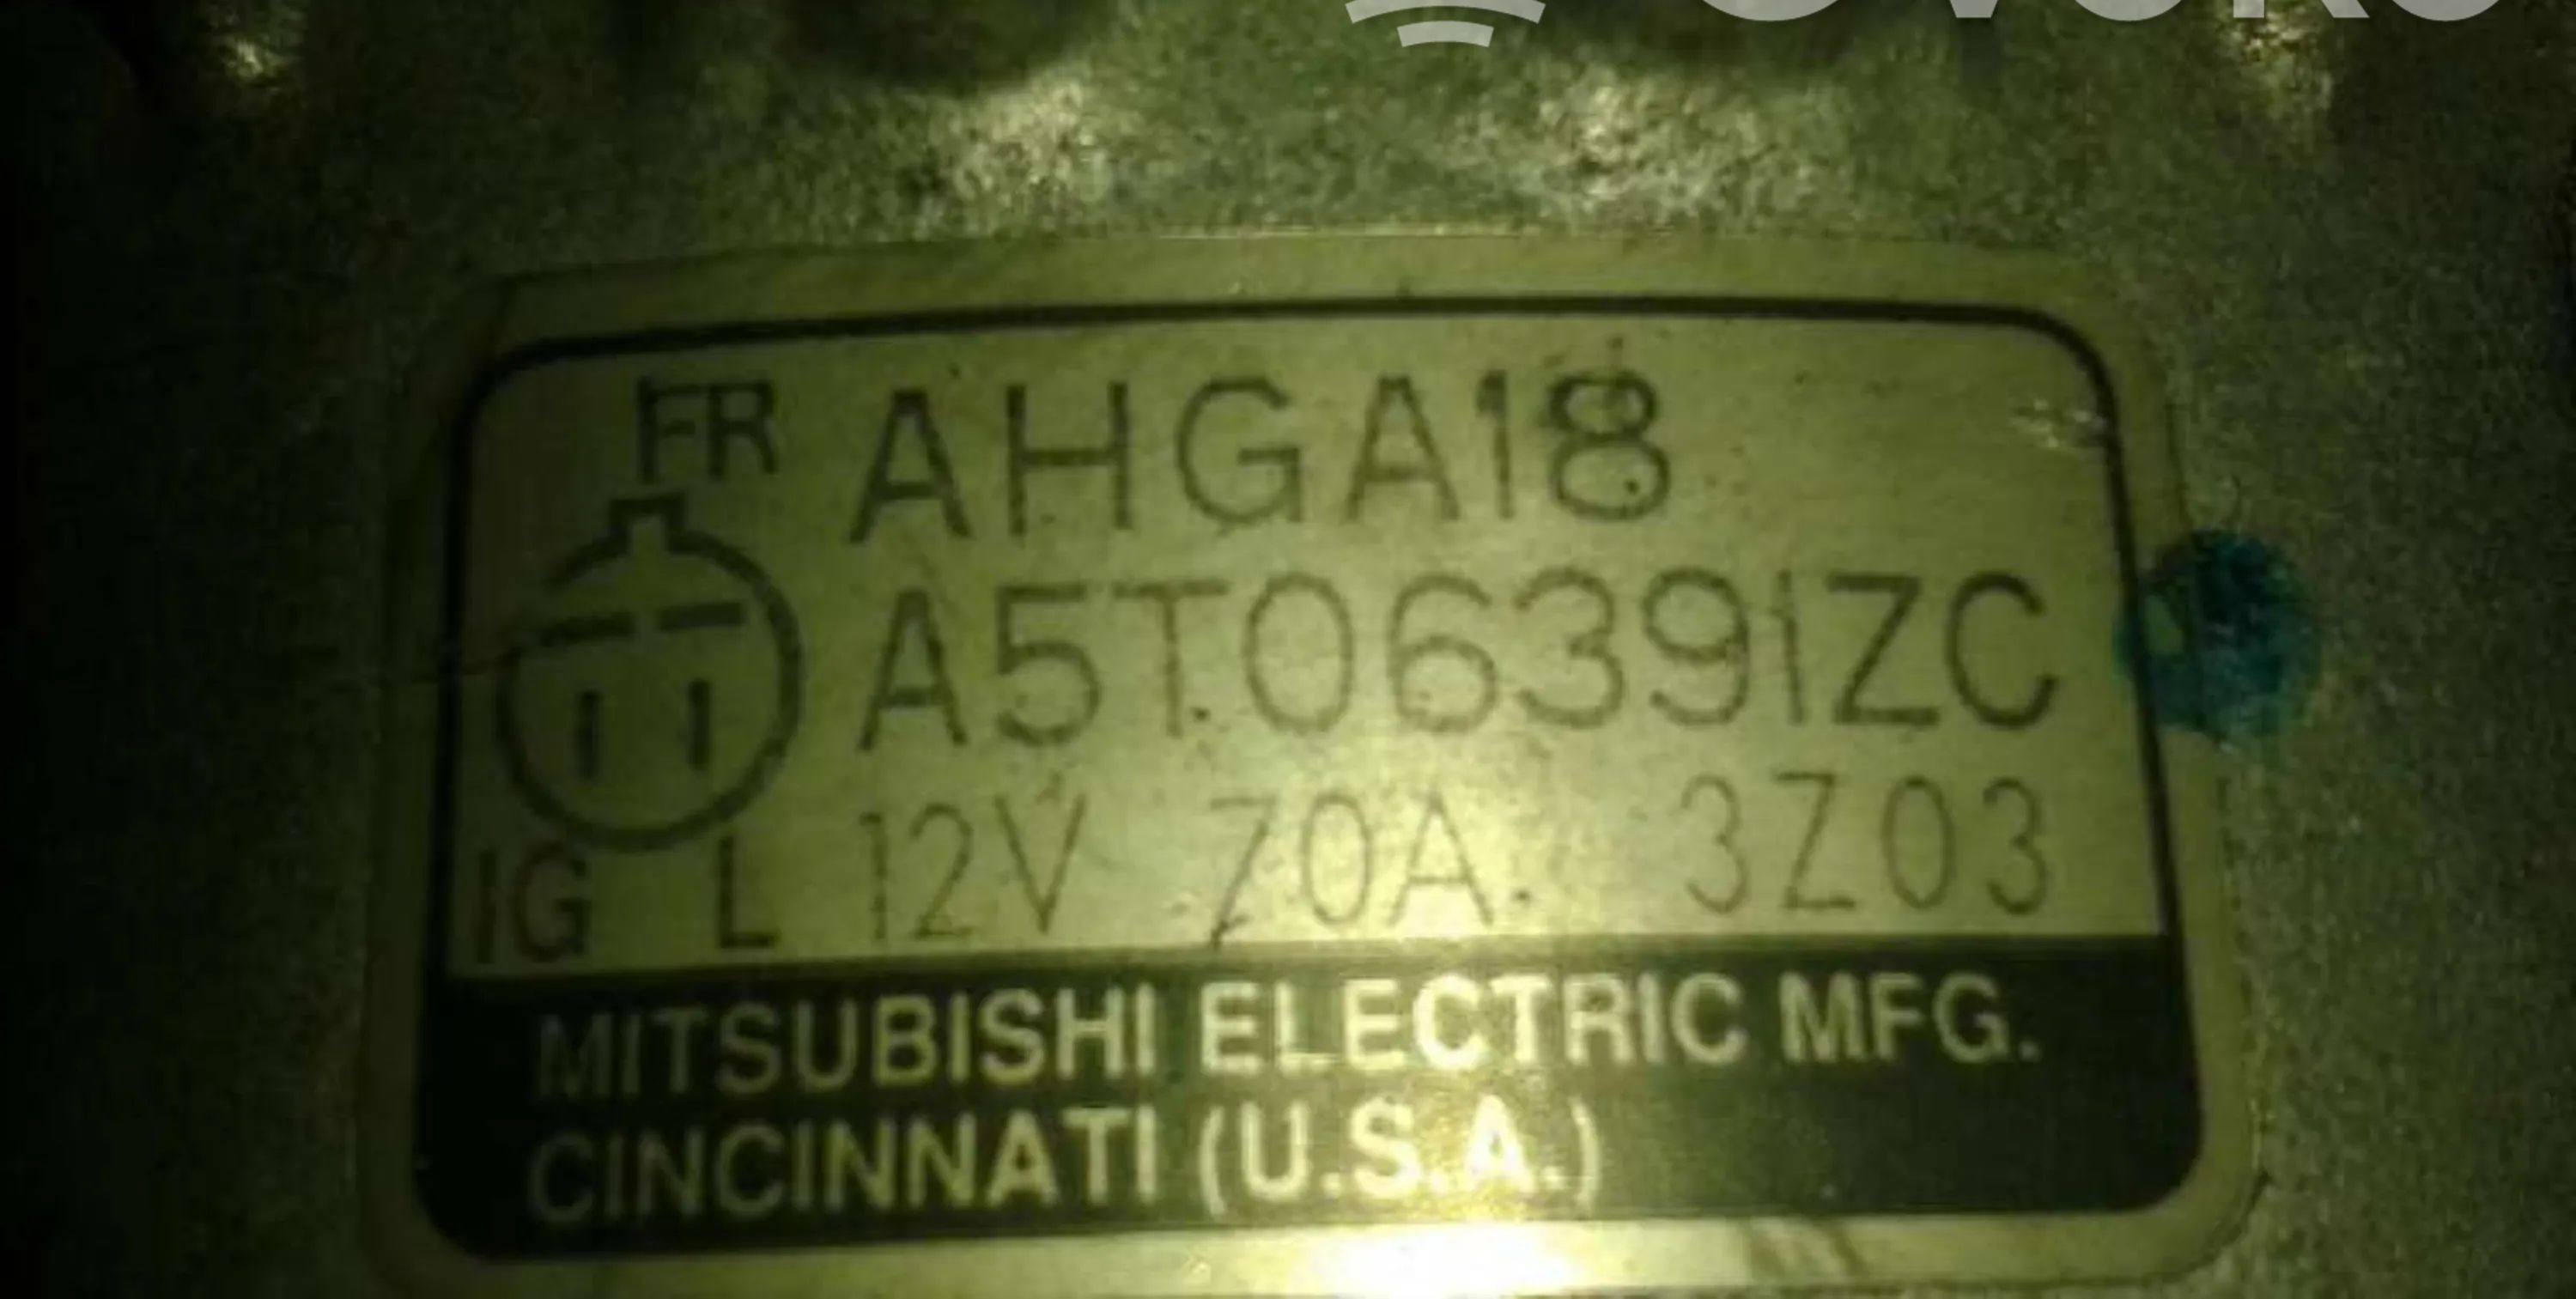 FR AHGA18
A5T06391ZC
IG L 12V 70A 3Z03
MITSUBISHI ELECTRIC MFG.
CINCINNATI (U.S.A.)